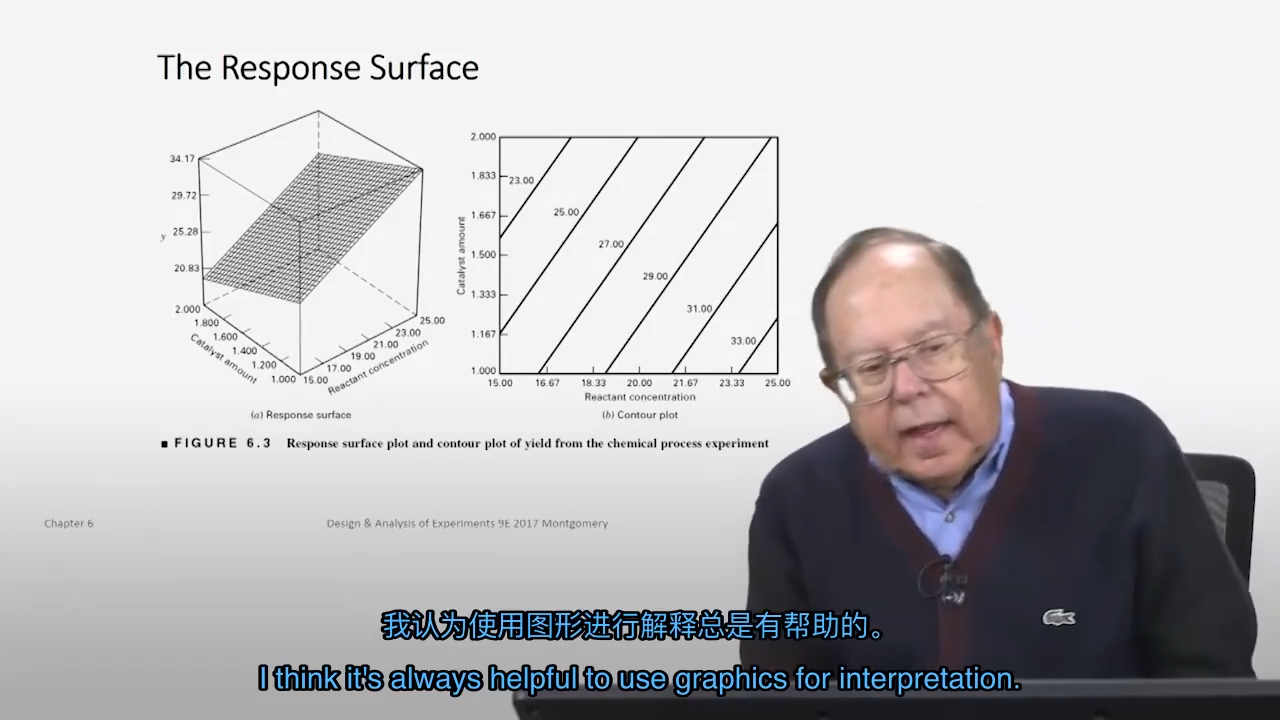 The Response Surface
34.17
29.72
y
25.28
20.83
2.000
1.800
1.600
1.400
1.200
1.000
Catalyst amount
15.00
17.00
19.00
21.00
23.00
25.00
Reactant concentration
(a) Response surface
2.000
1.833
1.667
1.500
1.333
1.167
1.000
Catalyst amount
23.00
25.00
27.00
29.00
31.00
33.00
15.00 16.67 18.33 20.00 21.67 23.33 25.00
Reactant concentration
(b) Contour plot
■ FIGURE 6.3 Response surface plot and contour plot of yield from the chemical process experiment
Chapter 6
Design & Analysis of Experiments 9E 2017 Montgomery
我认为使用图形进行解释总是有帮助的。
I think it's always helpful to use graphics for interpretation.